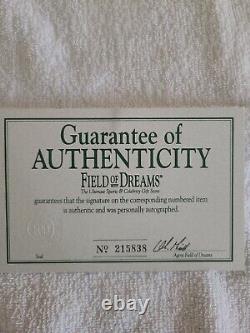 Guarantee of
AUTHENTICITY
FIELD OF DREAMS™
The Ultimate Sports & Celebrity Gift Store
guarantees that the signature on the corresponding numbered item
is authentic and was personally autographed.
Seal
Nº 215838
Agent Field of Dreams